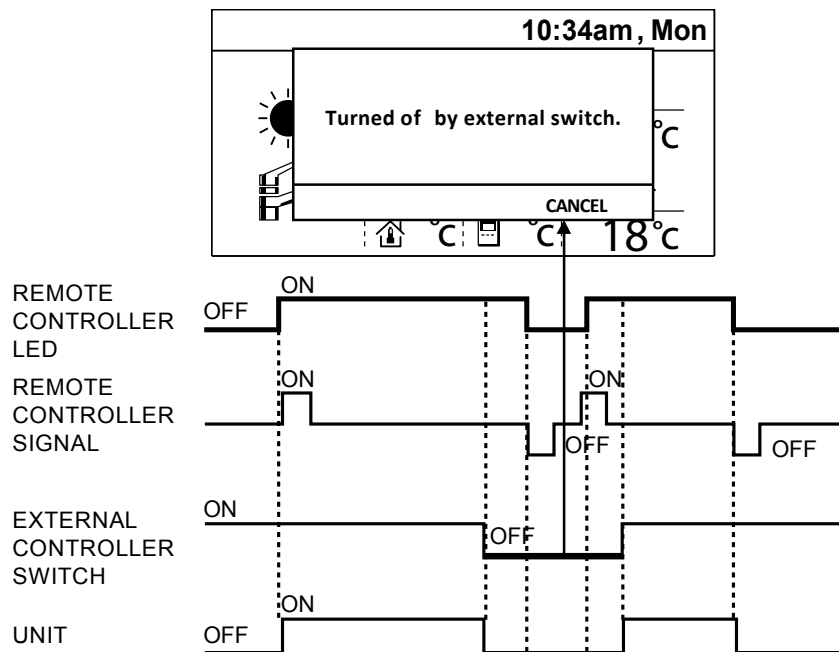 10:34am , Mon
Turned of by external switch.
°C
CANCEL
°C °C 18°C
REMOTE
CONTROLLER
LED
OFF
ON
REMOTE
CONTROLLER
SIGNAL
ON
OFF
ON
OFF
EXTERNAL
CONTROLLER
SWITCH
ON
OFF
UNIT
OFF
ON